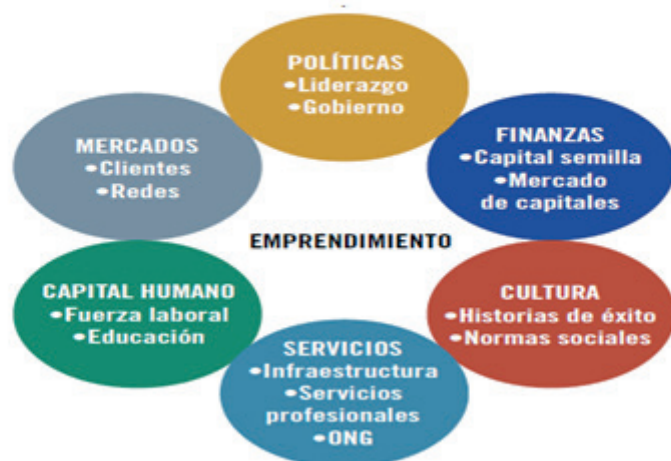 POLÍTICAS
•Liderazgo
•Gobierno
FINANZAS
•Capital semilla
•Mercado
de capitales
CULTURA
•Historias de éxito
•Normas sociales
SERVICIOS
•Infraestructura
•Servicios
profesionales
•ONG
CAPITAL HUMANO
•Fuerza laboral
•Educación
MERCADOS
•Clientes
•Redes
EMPRENDIMIENTO